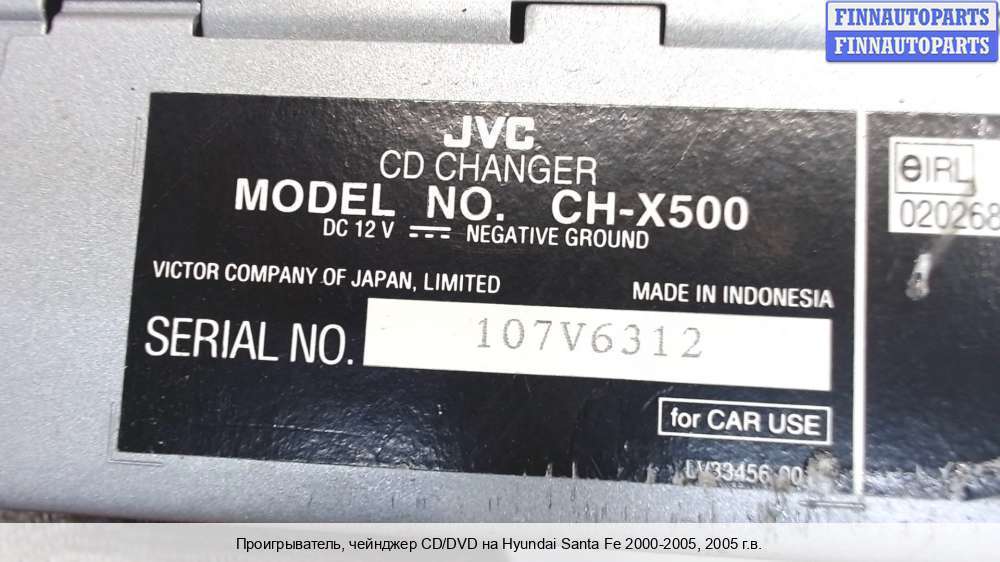 FINNAUTOPARTS
FINNAUTOPARTS
JVC
CD CHANGER
MODEL NO. CH-X500
DC 12 V NEGATIVE GROUND
VICTOR COMPANY OF JAPAN, LIMITED
MADE IN INDONESIA
SERIAL NO. 107V6312
for CAR USE
LV33456
eIRL
020268
Проигрыватель, чейнджер CD/DVD на Hyundai Santa Fe 2000-2005, 2005 г.в.